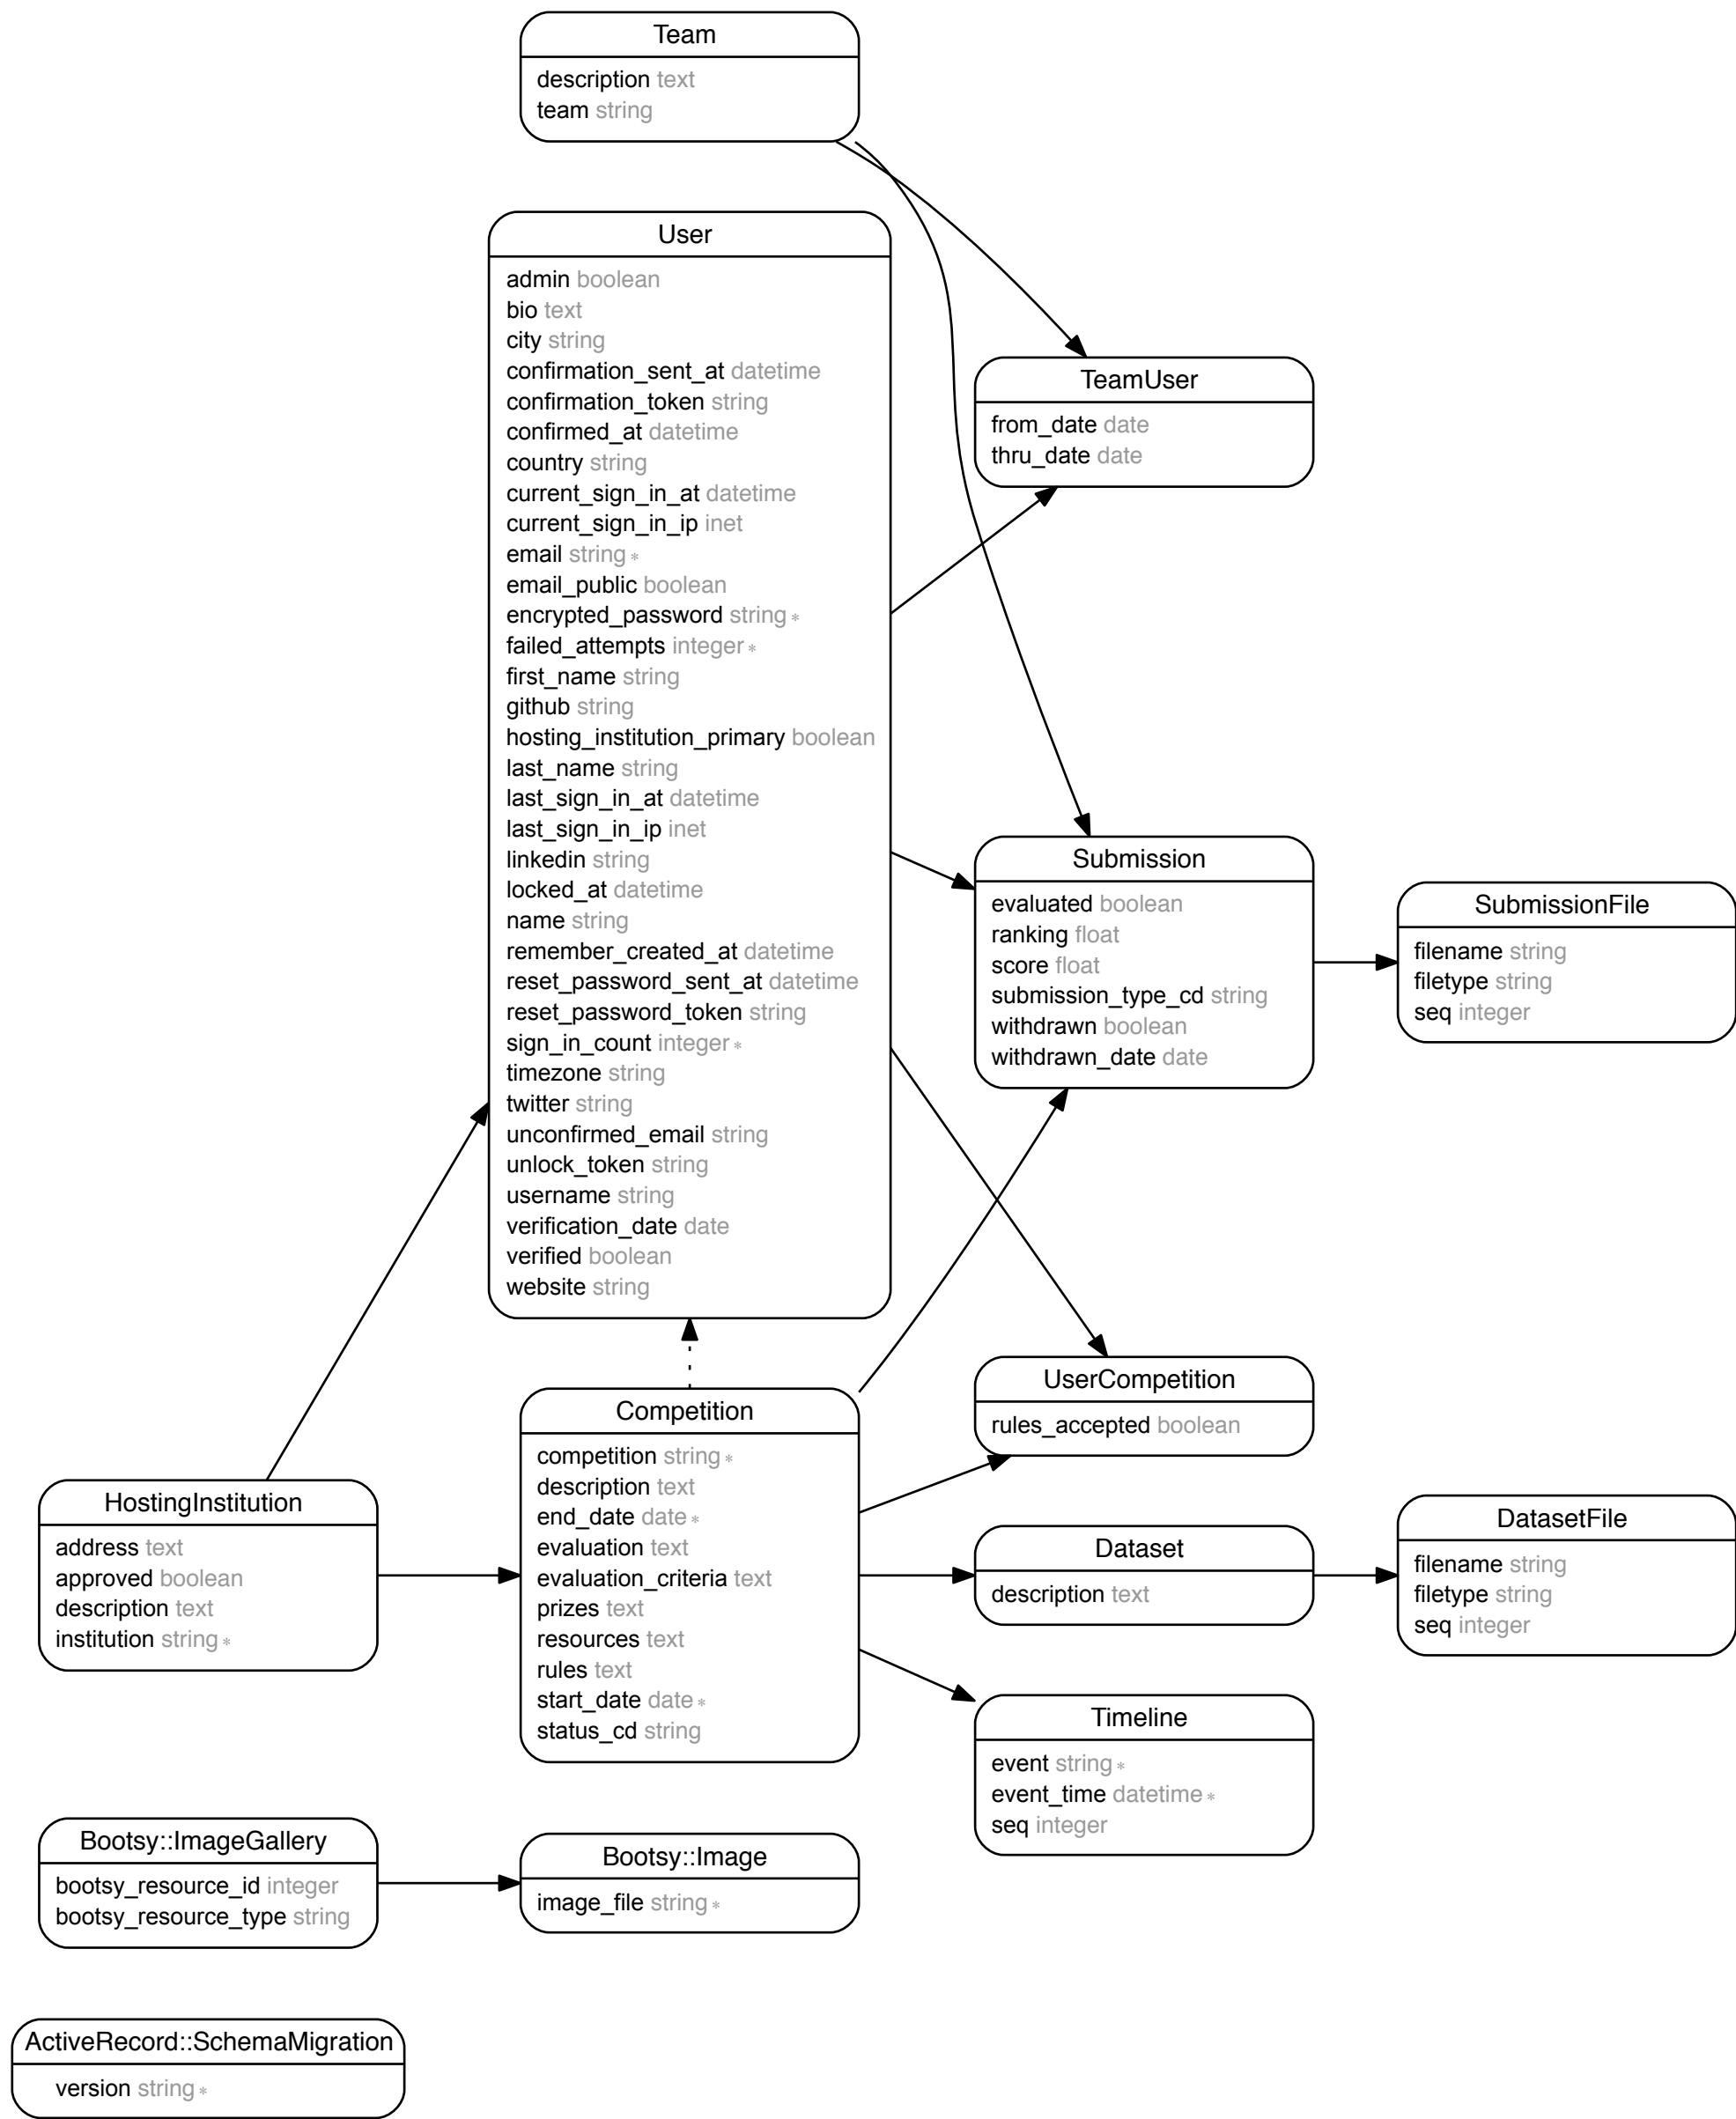 Team
description text
team string
User
admin boolean
bio text
city string
confirmation_sent_at datetime
confirmation_token string
confirmed_at datetime
country string
current_sign_in_at datetime
current_sign_in_ip inet
email string *
email_public boolean
encrypted_password string *
failed_attempts integer *
first_name string
github string
hosting_institution_primary boolean
last_name string
last_sign_in_at datetime
last_sign_in_ip inet
linkedin string
locked_at datetime
name string
remember_created_at datetime
reset_password_sent_at datetime
reset_password_token string
sign_in_count integer *
timezone string
twitter string
unconfirmed_email string
unlock_token string
username string
verification_date date
verified boolean
website string
TeamUser
from_date date
thru_date date
Submission
evaluated boolean
ranking float
score float
submission_type_cd string
withdrawn boolean
withdrawn_date date
SubmissionFile
filename string
filetype string
seq integer
UserCompetition
rules_accepted boolean
Competition
competition string *
description text
end_date date *
evaluation text
evaluation_criteria text
prizes text
resources text
rules text
start_date date *
status_cd string
HostingInstitution
address text
approved boolean
description text
institution string *
Dataset
description text
DatasetFile
filename string
filetype string
seq integer
Timeline
event string *
event_time datetime *
seq integer
Bootsy::ImageGallery
bootsy_resource_id integer
bootsy_resource_type string
Bootsy::Image
image_file string *
ActiveRecord::SchemaMigration
version string *